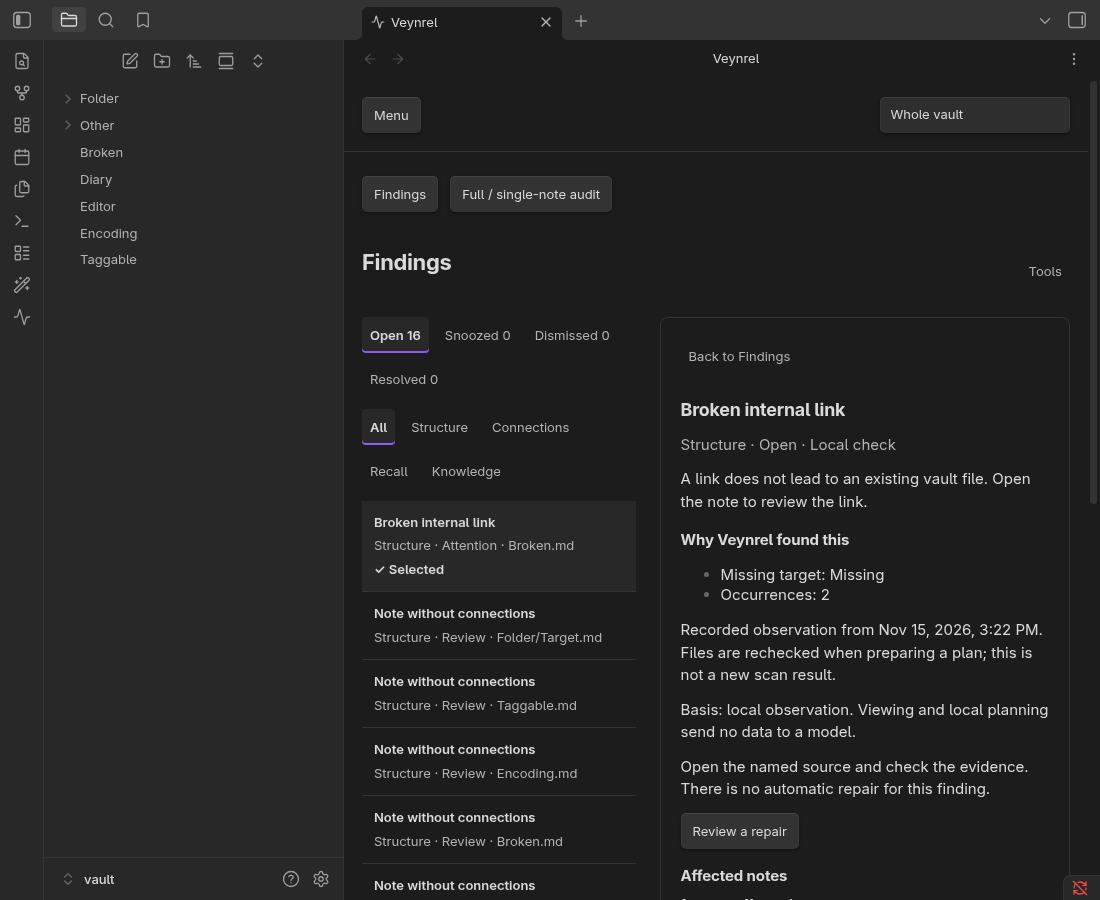 Veynrel
Veynrel
Folder
Other
Broken
Diary
Editor
Encoding
Taggable
vault
Menu
Whole vault
Findings
Full / single-note audit
Findings
Tools
Open 16
Snoozed 0
Dismissed 0
Resolved 0
All
Structure
Connections
Recall
Knowledge
Broken internal link
Structure · Attention · Broken.md
✓ Selected
Note without connections
Structure · Review · Folder/Target.md
Note without connections
Structure · Review · Taggable.md
Note without connections
Structure · Review · Encoding.md
Note without connections
Structure · Review · Broken.md
Note without connections
Back to Findings
Broken internal link
Structure · Open · Local check
A link does not lead to an existing vault file. Open
the note to review the link.
Why Veynrel found this
Missing target: Missing
Occurrences: 2
Recorded observation from Nov 15, 2026, 3:22 PM.
Files are rechecked when preparing a plan; this is
not a new scan result.
Basis: local observation. Viewing and local planning
send no data to a model.
Open the named source and check the evidence.
There is no automatic repair for this finding.
Review a repair
Affected notes